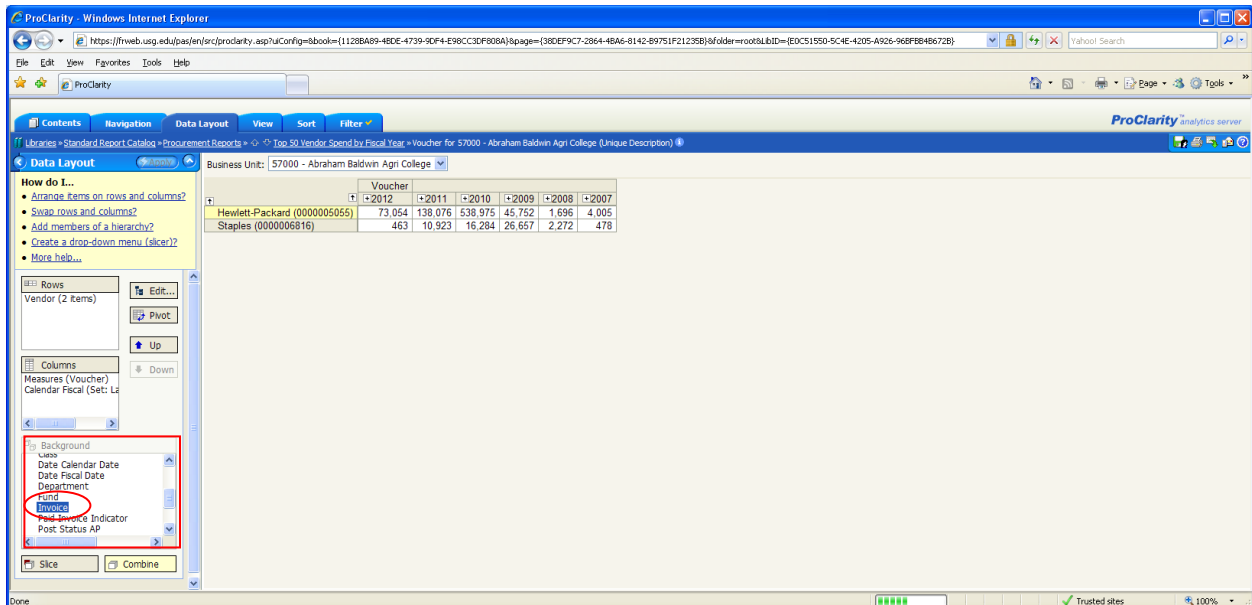 ProClarity - Windows Internet Explorer
https://frweb.usg.edu/pas/en/src/proclarity.asp?uiConfig=&book={1128BA89-4BDE-4739-9DF4-E98CC3DF808A}&page={38DEF9C7-2864-4BA6-8142-B9751F21235B}&folder=root&LibID={E0C51550-5C4E-4205-A926-96BFBB4B672B}
Yahoo! Search
File Edit View Favorites Tools Help
ProClarity
Page Tools »
Contents Navigation Data Layout View Sort Filter
ProClarity™ analytics server
Libraries » Standard Report Catalog » Procurement Reports » Top 50 Vendor Spend by Fiscal Year » Voucher for 57000 - Abraham Baldwin Agri College (Unique Description)
Data Layout Apply
Business Unit: 57000 - Abraham Baldwin Agri College
How do I...
• Arrange items on rows and columns?
• Swap rows and columns?
• Add members of a hierarchy?
• Create a drop-down menu (slicer)?
• More help...
Voucher
+2012 +2011 +2010 +2009 +2008 +2007
Hewlett-Packard (0000005055) 73,054 138,076 538,975 45,752 1,696 4,005
Staples (0000006816) 463 10,923 16,284 26,657 2,272 478
Rows
Vendor (2 items)
Edit...
Pivot
Up
Down
Columns
Measures (Voucher)
Calendar Fiscal (Set: La
Background
Class
Date Calendar Date
Date Fiscal Date
Department
Fund
Invoice
Paid Invoice Indicator
Post Status AP
Slice Combine
Done
Trusted sites
100%